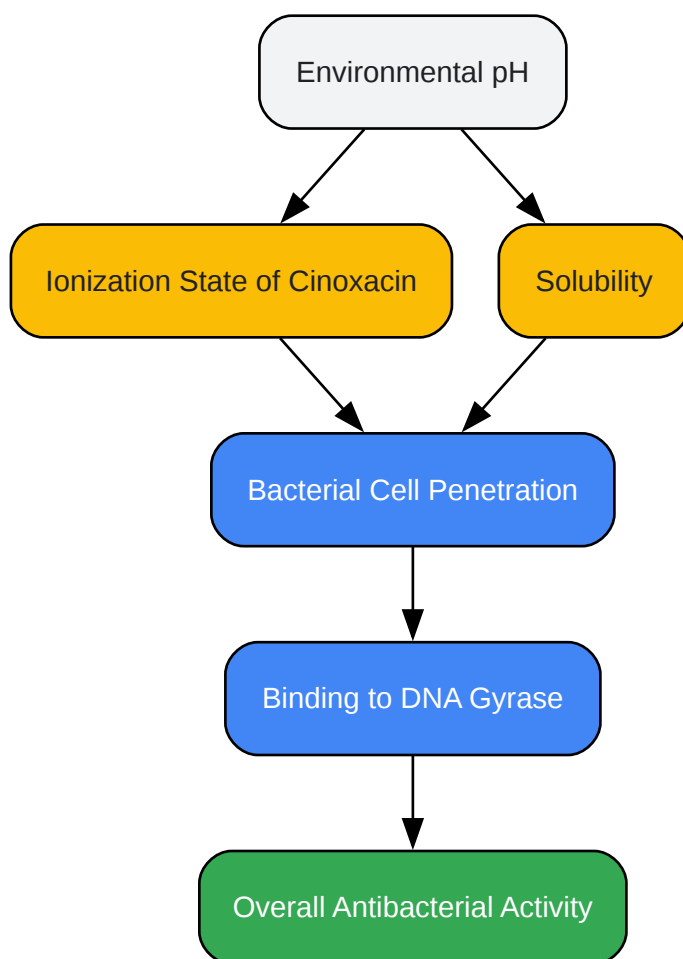 Environmental pH
Ionization State of Cinoxacin
Solubility
Bacterial Cell Penetration
Binding to DNA Gyrase
Overall Antibacterial Activity